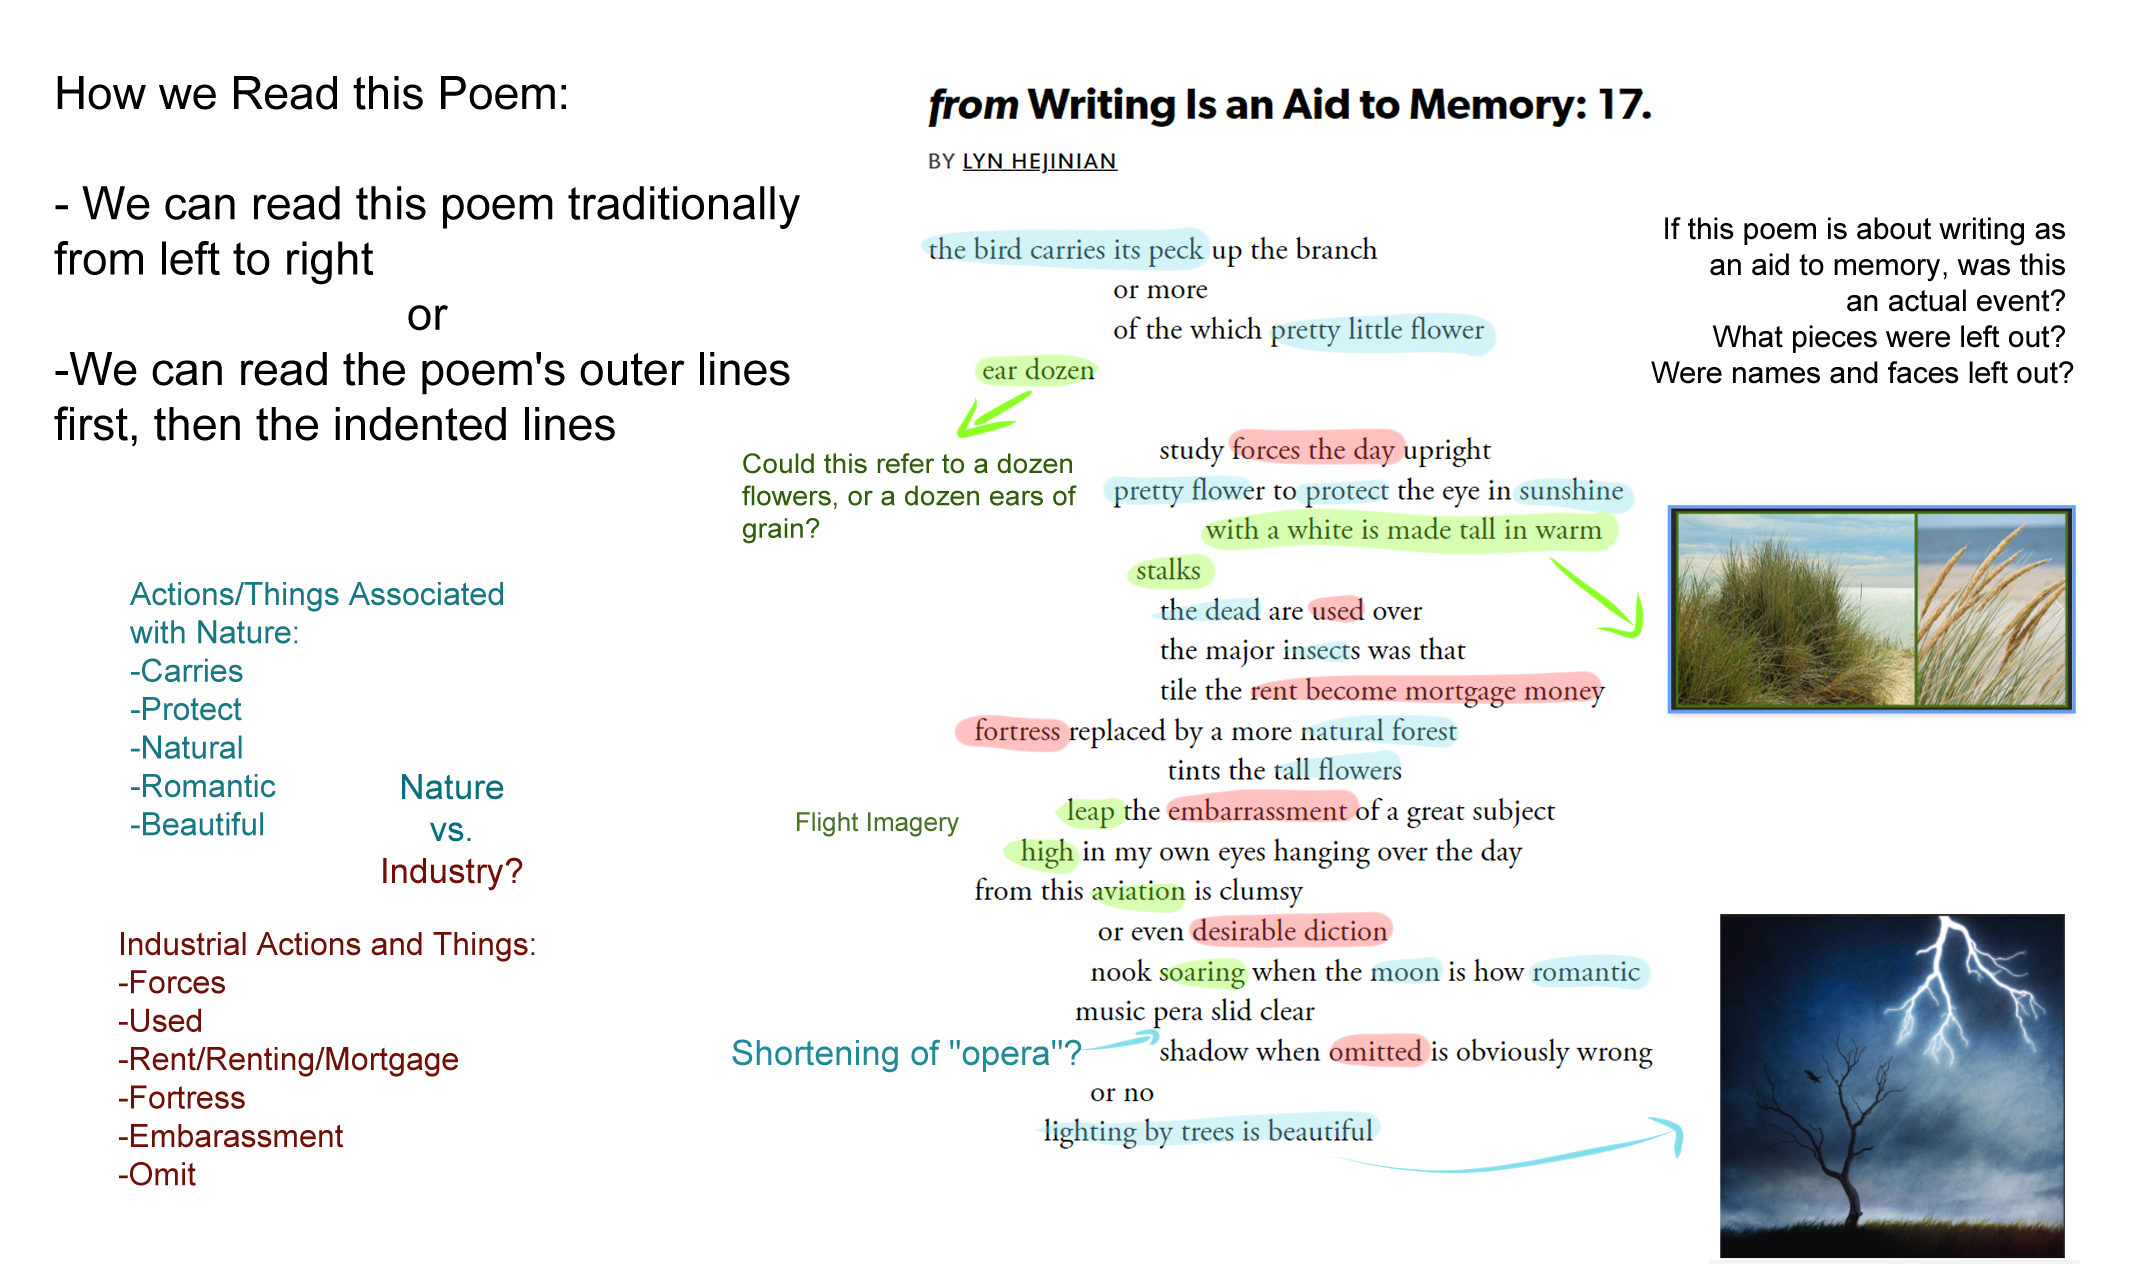 How we Read this Poem:
- We can read this poem traditionally
from left to right
or
-We can read the poem's outer lines
first, then the indented lines
Actions/Things Associated
with Nature:
-Carries
-Protect
-Natural
-Romantic
-Beautiful
Nature
vs.
Industry?
Industrial Actions and Things:
-Forces
-Used
-Rent/Renting/Mortgage
-Fortress
-Embarassment
-Omit
from Writing Is an Aid to Memory: 17.
BY LYN HEJINIAN
the bird carries its peck up the branch
or more
of the which pretty little flower
ear dozen
Could this refer to a dozen
flowers, or a dozen ears of
grain?
study forces the day upright
pretty flower to protect the eye in sunshine
with a white is made tall in warm
stalks
the dead are used over
the major insects was that
tile the rent become mortgage money
fortress replaced by a more natural forest
tints the tall flowers
Flight Imagery
leap the embarrassment of a great subject
high in my own eyes hanging over the day
from this aviation is clumsy
or even desirable diction
nook soaring when the moon is how romantic
music pera slid clear
Shortening of "opera"?
shadow when omitted is obviously wrong
or no
lighting by trees is beautiful
If this poem is about writing as
an aid to memory, was this
an actual event?
What pieces were left out?
Were names and faces left out?